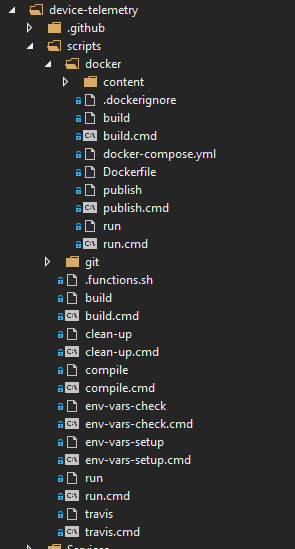 device-telemetry
.github
scripts
docker
content
.dockerignore
build
build.cmd
docker-compose.yml
Dockerfile
publish
publish.cmd
run
run.cmd
git
.functions.sh
build
build.cmd
clean-up
clean-up.cmd
compile
compile.cmd
env-vars-check
env-vars-check.cmd
env-vars-setup
env-vars-setup.cmd
run
run.cmd
travis
travis.cmd
Services